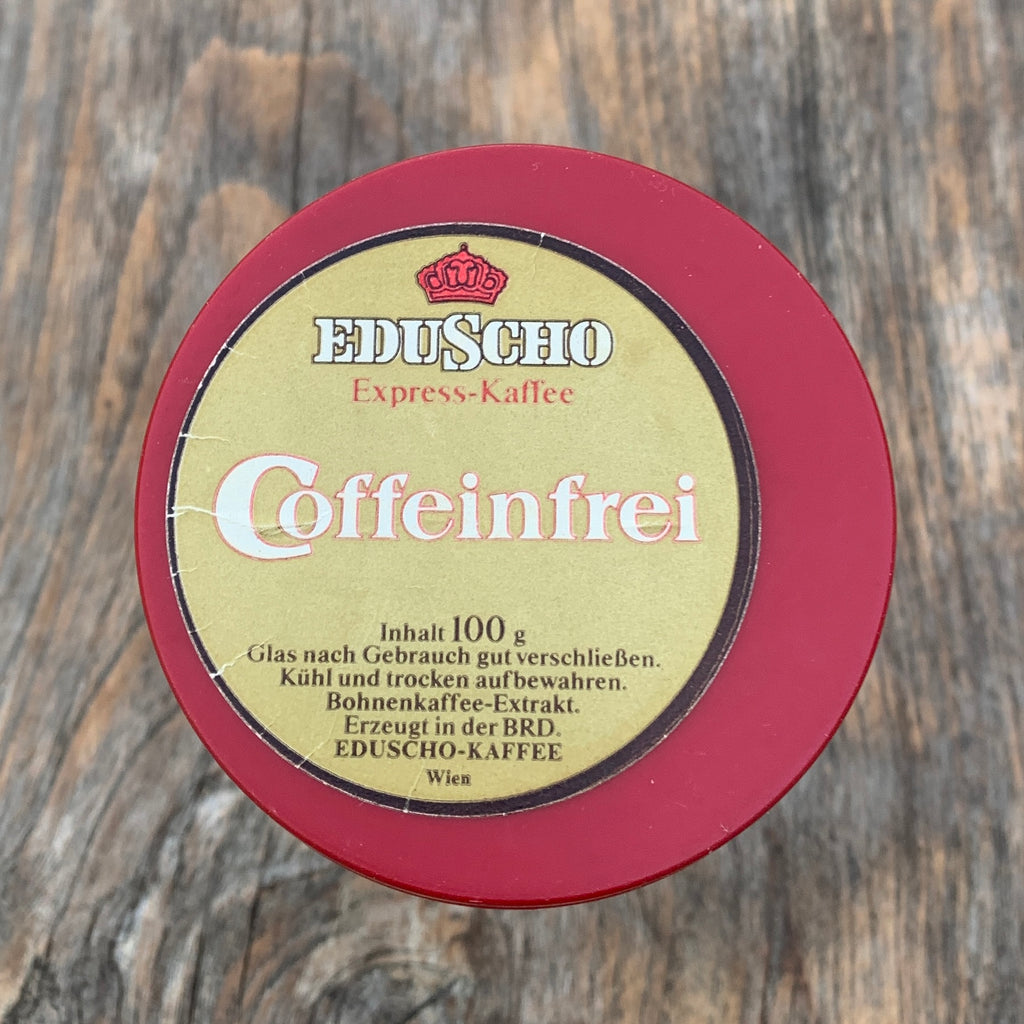 EDUSCHO
Express-Kaffee
Coffeinfrei
Inhalt 100 g
Glas nach Gebrauch gut verschließen.
Kühl und trocken aufbewahren.
Bohnenkaffee-Extrakt.
Erzeugt in der BRD.
EDUSCHO-KAFFEE
Wien